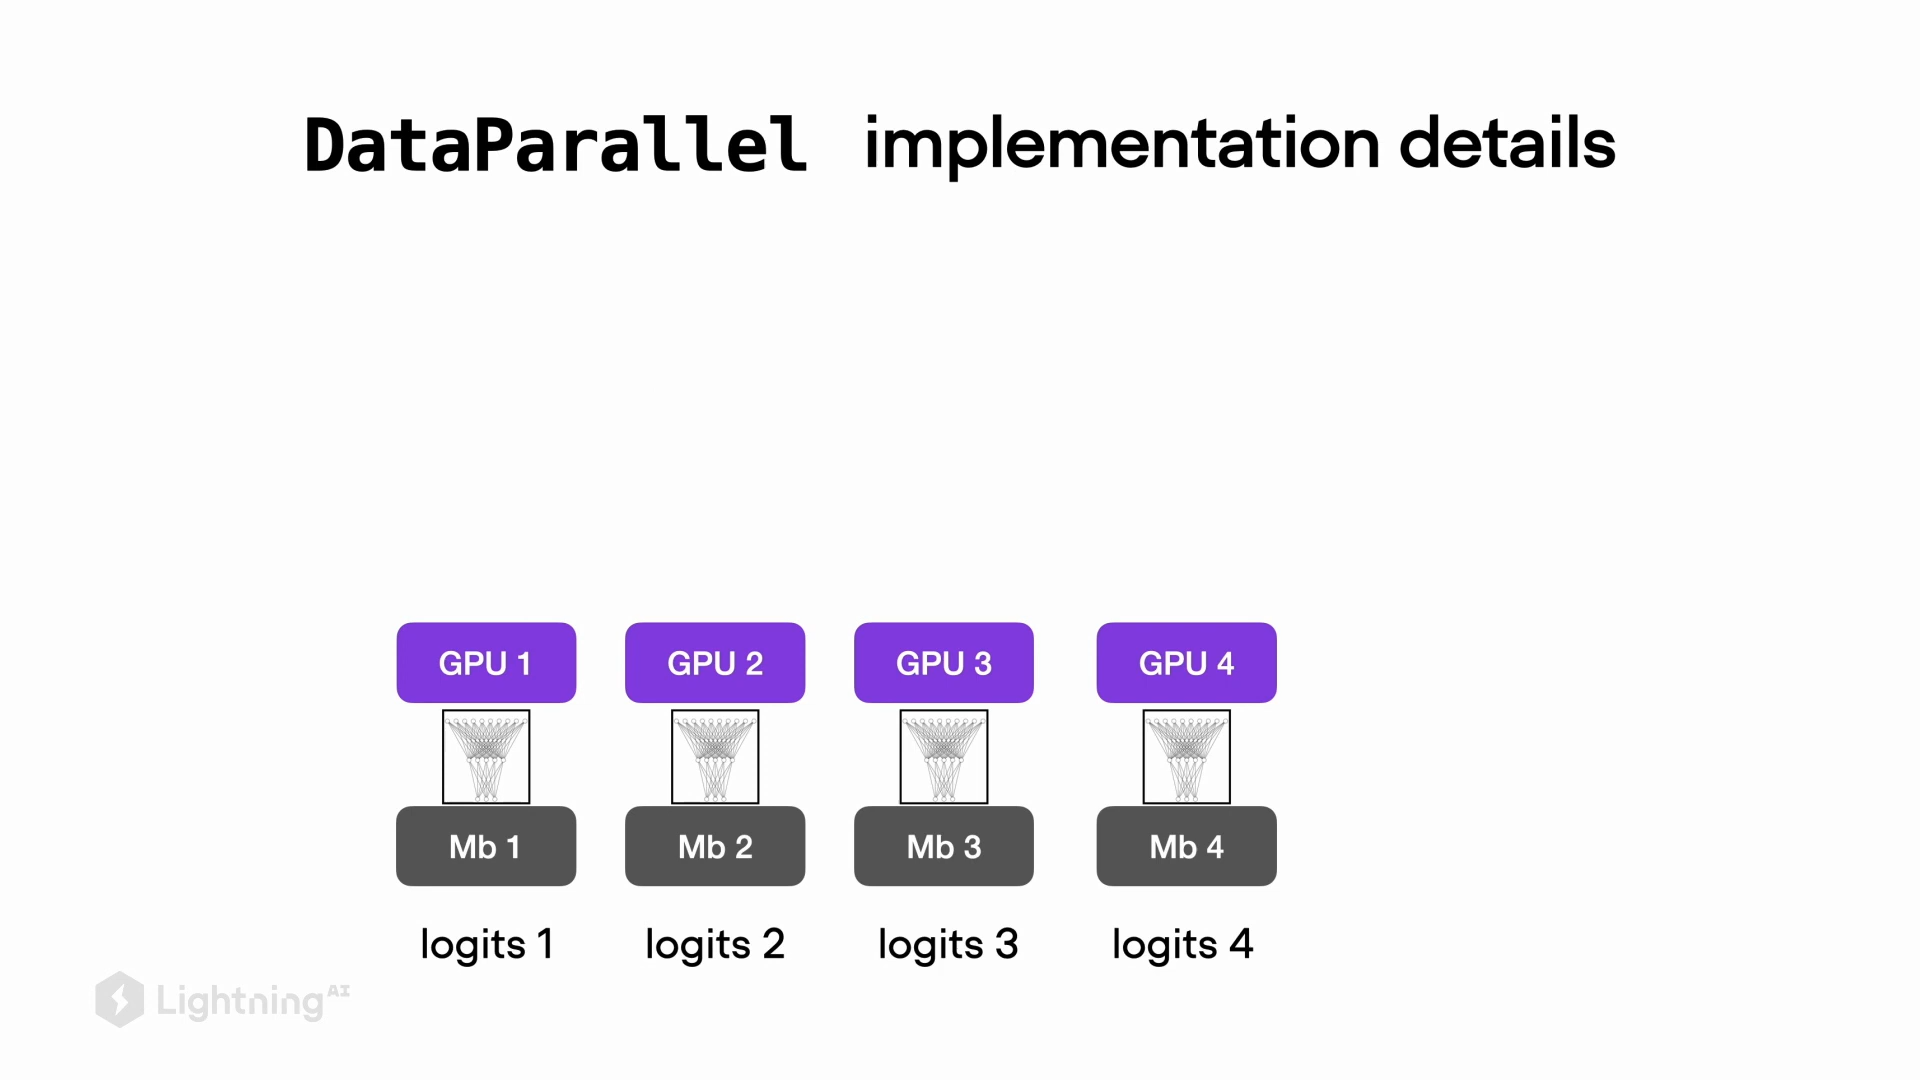 DataParallel implementation details
GPU 1 GPU 2 GPU 3 GPU 4
Mb 1 Mb 2 Mb 3 Mb 4
logits 1 logits 2 logits 3 logits 4
Lightning AI